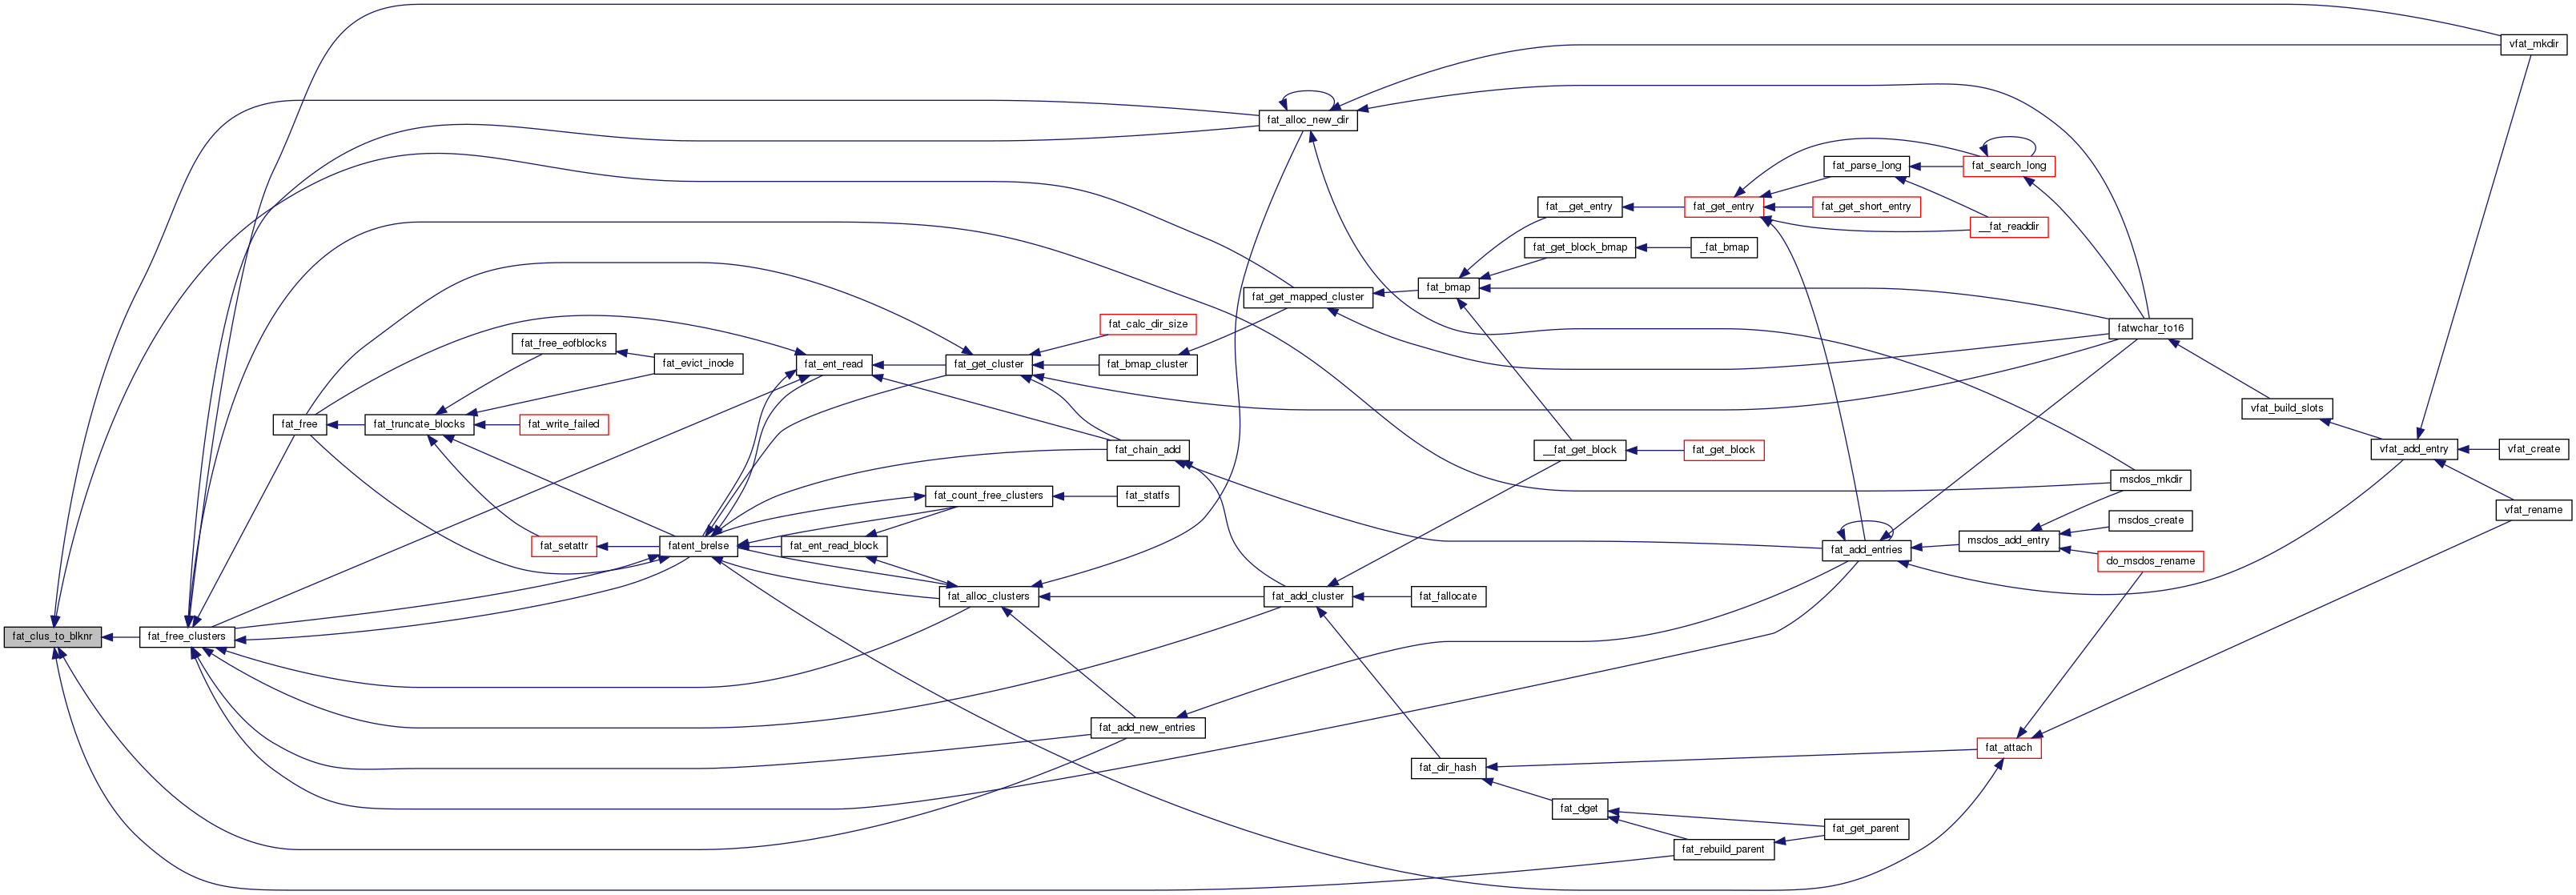 vfat_mkdir
fat_alloc_new_dir
fat_parse_long
fat_search_long
fat__get_entry
fat_get_entry
fat_get_short_entry
__fat_readdir
fat_get_block_bmap
_fat_bmap
fat_bmap
fat_get_mapped_cluster
fat_calc_dir_size
fatwchar_to16
fat_free_eofblocks
fat_evict_inode
fat_ent_read
fat_get_cluster
fat_bmap_cluster
vfat_build_slots
fat_free
fat_truncate_blocks
fat_write_failed
fat_chain_add
__fat_get_block
fat_get_block
vfat_add_entry
vfat_create
msdos_mkdir
fat_count_free_clusters
fat_statfs
vfat_rename
msdos_create
fat_setattr
fatent_brelse
fat_ent_read_block
fat_add_entries
msdos_add_entry
do_msdos_rename
fat_alloc_clusters
fat_add_cluster
fat_fallocate
fat_clus_to_blknr
fat_free_clusters
fat_add_new_entries
fat_attach
fat_dir_hash
fat_dget
fat_get_parent
fat_rebuild_parent